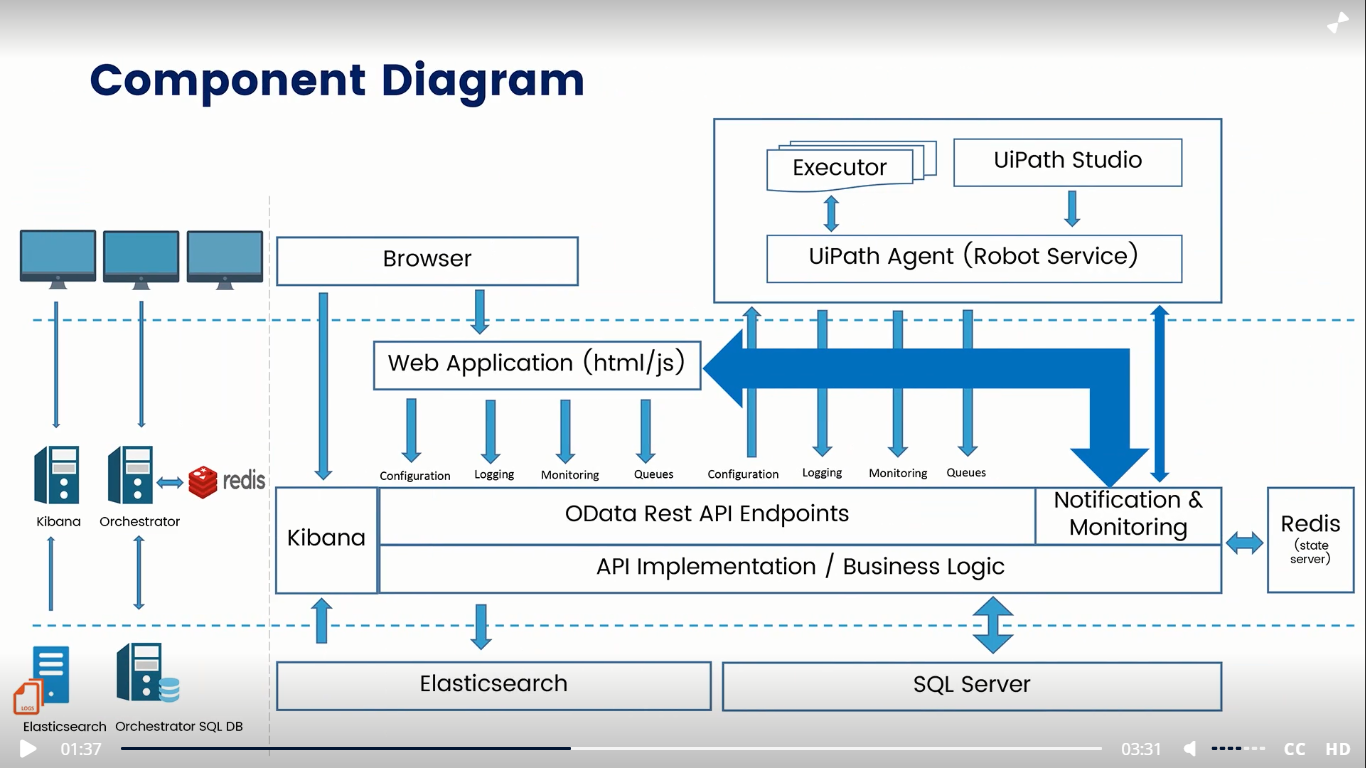 Component Diagram
Executor
UiPath Studio
UiPath Agent (Robot Service)
Browser
Web Application (html/js)
Configuration
Logging
Monitoring
Queues
Configuration
Logging
Monitoring
Queues
redis
Kibana
Orchestrator
Kibana
OData Rest API Endpoints
Notification &
Monitoring
API Implementation / Business Logic
Redis
(state
server)
LOGS
Elasticsearch
Orchestrator SQL DB
Elasticsearch
SQL Server
01:37
03:31
CC
HD